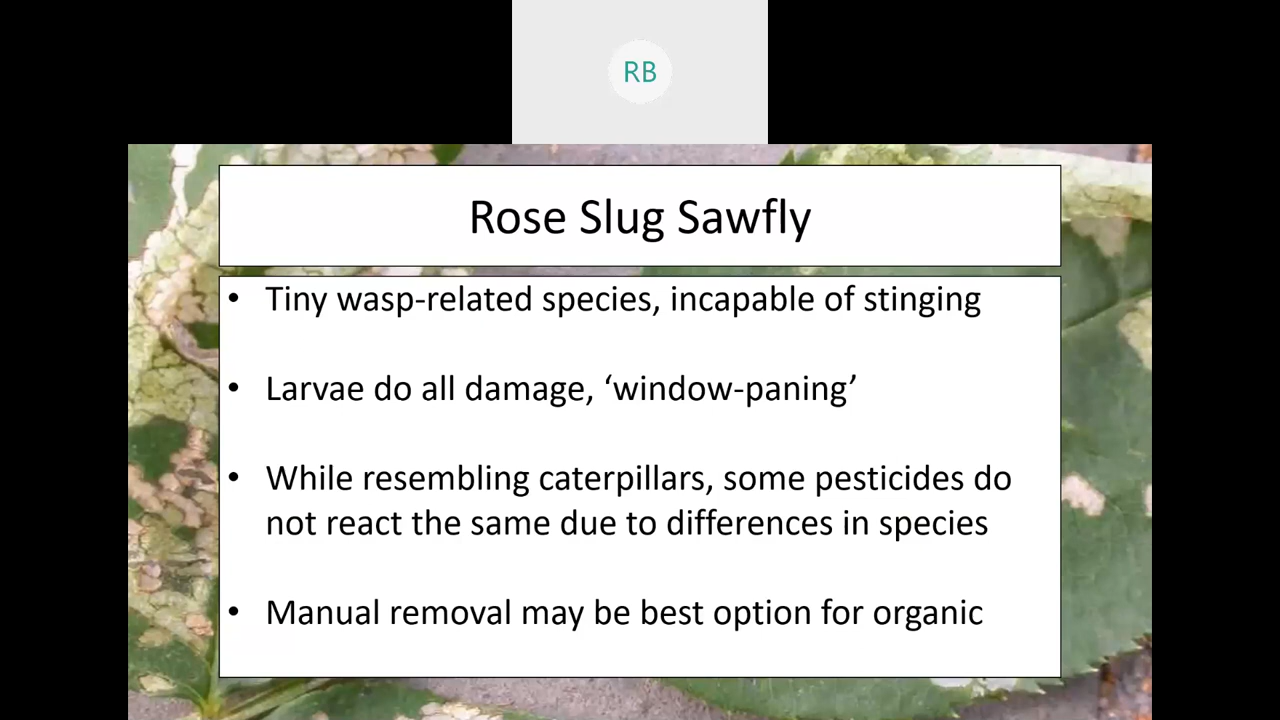 RB
Rose Slug Sawfly
• Tiny wasp-related species, incapable of stinging
• Larvae do all damage, ‘window-paning’
• While resembling caterpillars, some pesticides do
not react the same due to differences in species
• Manual removal may be best option for organic